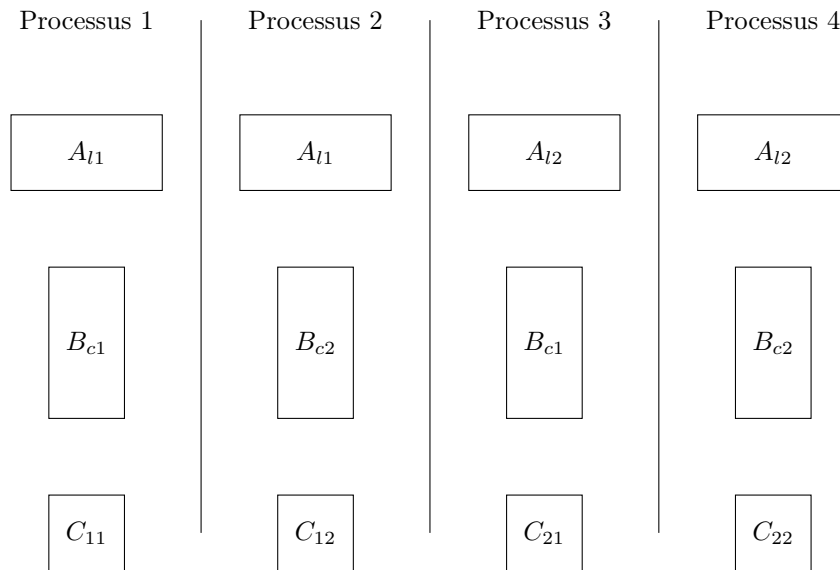 Processus 1 Processus 2 Processus 3 Processus 4
A_{l1} A_{l1} A_{l2} A_{l2}
B_{c1} B_{c2} B_{c1} B_{c2}
C_{11} C_{12} C_{21} C_{22}